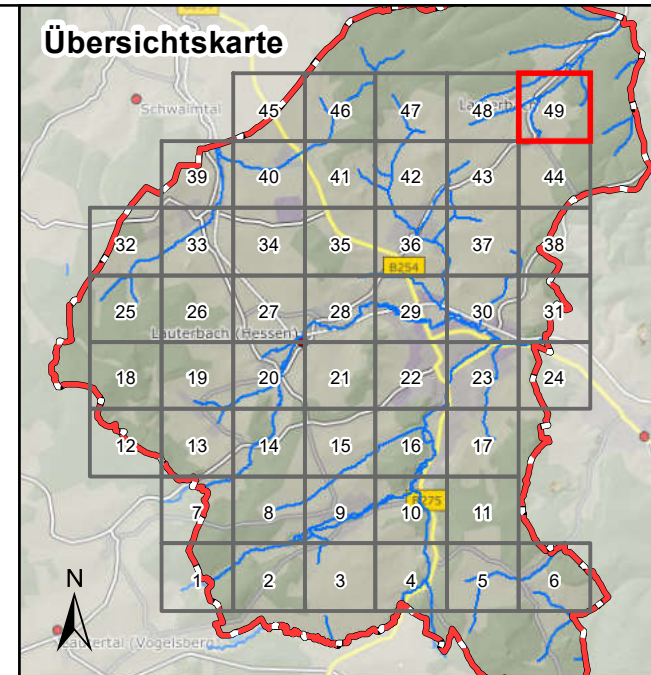 Übersichtskarte
Schwalmtal
45 46 47 48 49
39 40 41 42 43 44
32 33 34 35 36 37 38
B254
25 26 27 28 29 30 31
Lauterbach (Hessen)
18 19 20 21 22 23 24
12 13 14 15 16 17
7 8 9 10 11
B275
1 2 3 4 5 6
N
Lautertal (Vogelsberg)